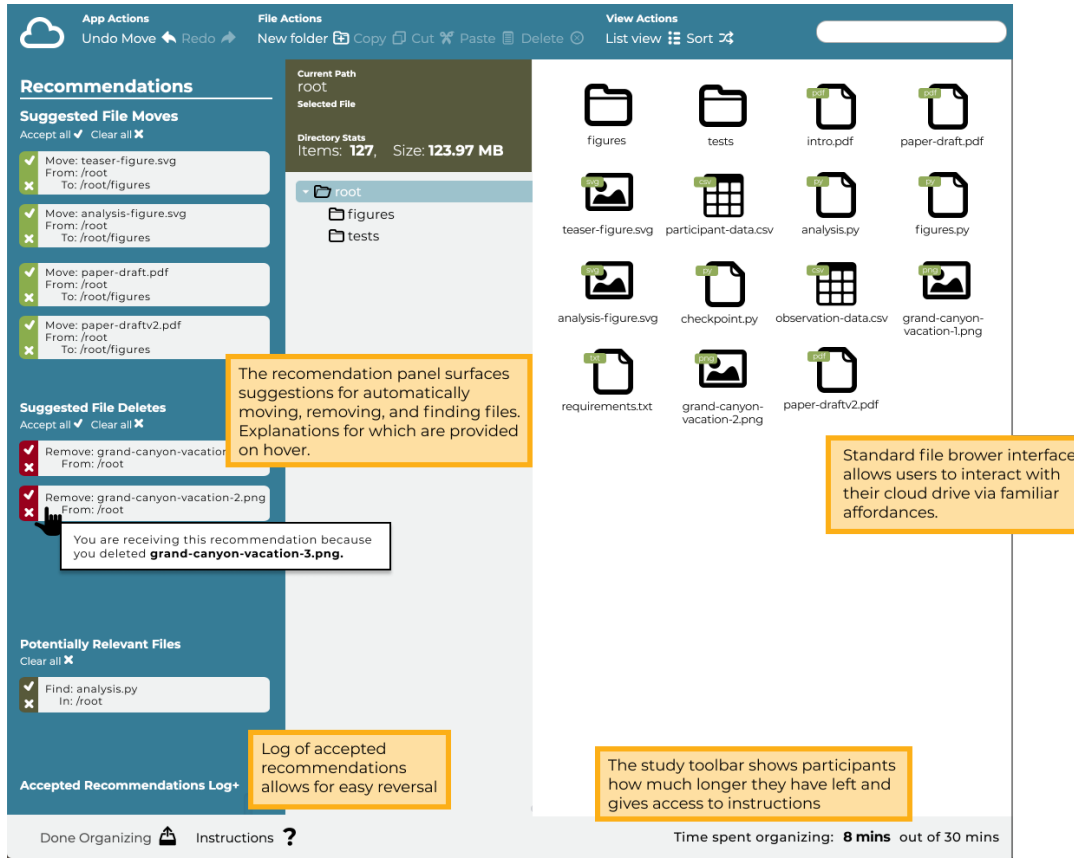 App Actions
Undo Move Redo
File Actions
New folder Copy Cut Paste Delete
View Actions
List view Sort
Recommendations
Suggested File Moves
Accept all Clear all
Move: teaser-figure.svg
From: /root
To: /root/figures
Move: analysis-figure.svg
From: /root
To: /root/figures
Move: paper-draft.pdf
From: /root
To: /root/figures
Move: paper-draftv2.pdf
From: /root
To: /root/figures
Suggested File Deletes
Accept all Clear all
Remove: grand-canyon-vacation
From: /root
Remove: grand-canyon-vacation-2.png
From: /root
You are receiving this recommendation because
you deleted grand-canyon-vacation-3.png.
Potentially Relevant Files
Clear all
Find: analysis.py
In: /root
Accepted Recommendations Log+
Current Path
root
Selected File
Directory Stats
Items: 127, Size: 123.97 MB
root
figures
tests
The recomendation panel surfaces
suggestions for automatically
moving, removing, and finding files.
Explanations for which are provided
on hover.
Log of accepted
recommendations
allows for easy reversal
figures
tests
pdf
intro.pdf
pdf
paper-draft.pdf
svg
teaser-figure.svg
csv
participant-data.csv
py
analysis.py
py
figures.py
svg
analysis-figure.svg
py
checkpoint.py
csv
observation-data.csv
png
grand-canyon-
vacation-1.png
txt
requirements.txt
png
grand-canyon-
vacation-2.png
pdf
paper-draftv2.pdf
Standard file brower interface
allows users to interact with
their cloud drive via familiar
affordances.
The study toolbar shows participants
how much longer they have left and
gives access to instructions
Done Organizing Instructions ?
Time spent organizing: 8 mins out of 30 mins